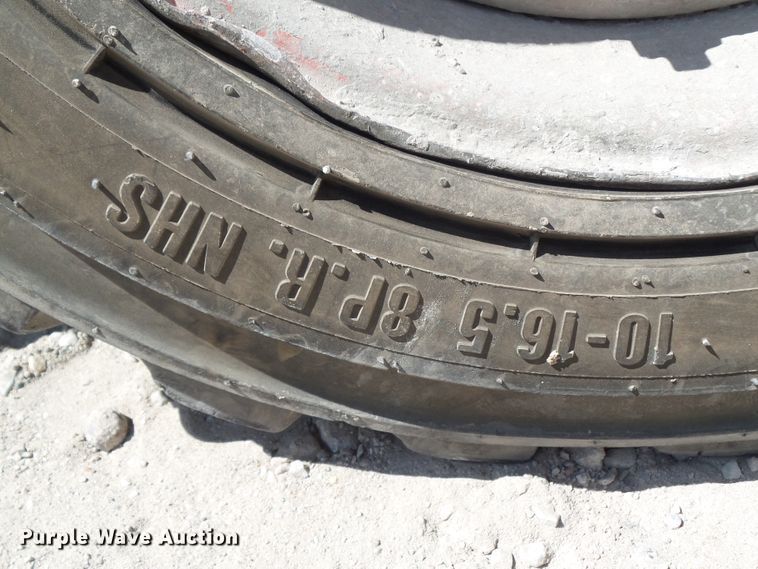 10-16.5 8P.R. NHS
Purple Wave Auction